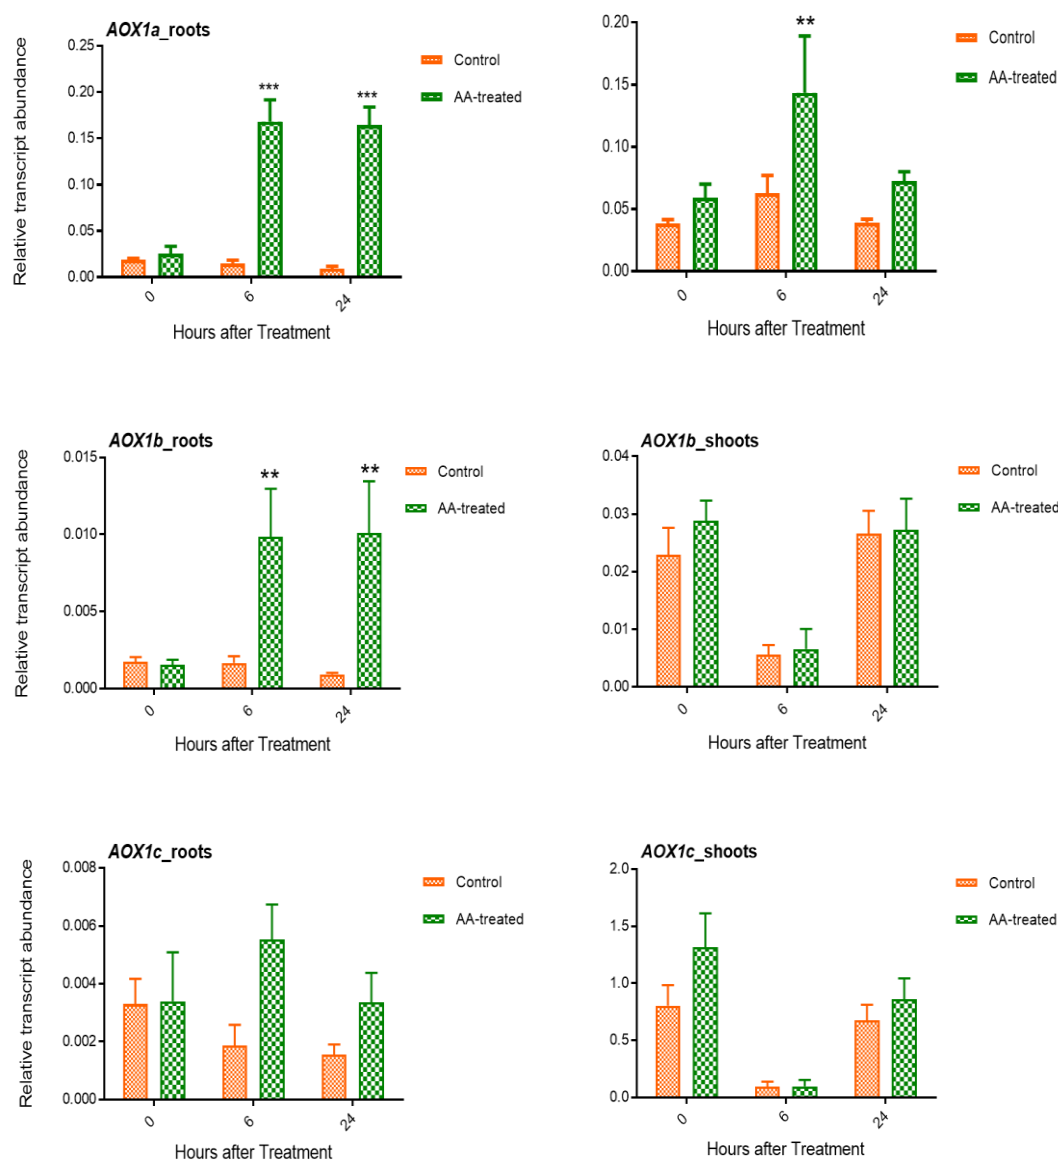 AOX1a_roots
Relative transcript abundance
0.25
0.20
0.15
0.10
0.05
0.00
***
***
Control
AA-treated
0
6
24
Hours after Treatment
0.20
0.15
0.10
0.05
0.00
**
Control
AA-treated
0
6
24
Hours after Treatment
AOX1b_roots
Relative transcript abundance
0.015
0.010
0.005
0.000
**
**
Control
AA-treated
0
6
24
Hours after Treatment
AOX1b_shoots
0.04
0.03
0.02
0.01
0.00
Control
AA-treated
0
6
24
Hours after Treatment
AOX1c_roots
Relative transcript abundance
0.008
0.006
0.004
0.002
0.000
Control
AA-treated
0
6
24
Hours after Treatment
AOX1c_shoots
2.0
1.5
1.0
0.5
0.0
Control
AA-treated
0
6
24
Hours after Treatment